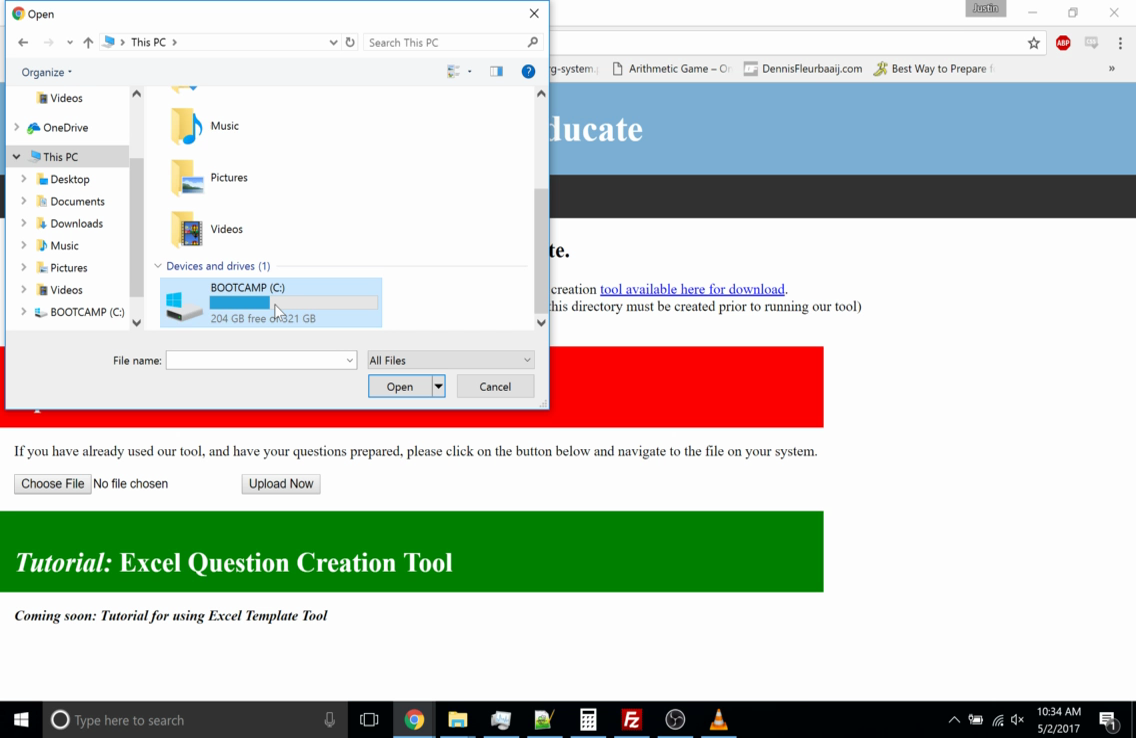 Open
Justin
This PC
Search This PC
Organize
?
ABP
rg-system.
Arithmetic Game – On
DennisFleurbaaij.com
Best Way to Prepare f
»
Videos
OneDrive
This PC
Desktop
Documents
Downloads
Music
Pictures
Videos
BOOTCAMP (C:)
Music
Pictures
Videos
Devices and drives (1)
BOOTCAMP (C:)
204 GB free of 321 GB
File name:
All Files
Open
Cancel
ducate
te.
creation tool available here for download.
this directory must be created prior to running our tool)
If you have already used our tool, and have your questions prepared, please click on the button below and navigate to the file on your system.
Choose File No file chosen
Upload Now
Tutorial: Excel Question Creation Tool
Coming soon: Tutorial for using Excel Template Tool
Type here to search
Fz
10:34 AM
5/2/2017
1